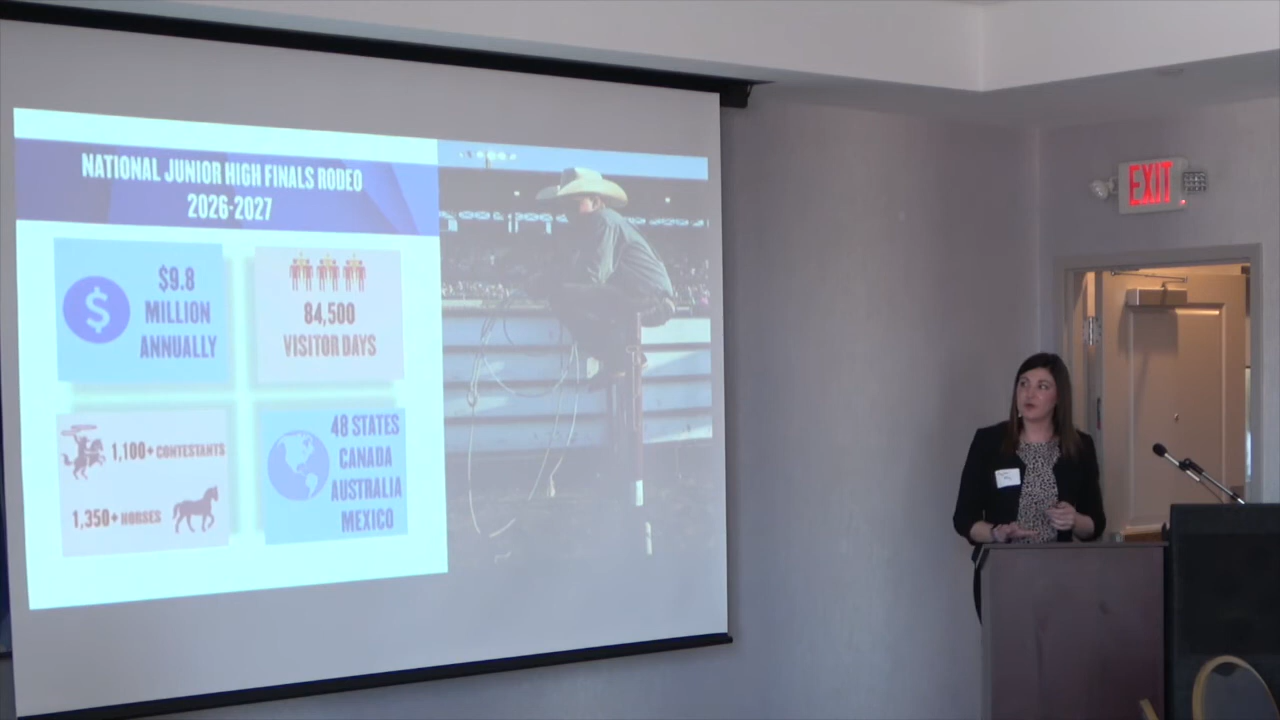 NATIONAL JUNIOR HIGH FINALS RODEO
2026-2027
$
$9.8
MILLION
ANNUALLY
84,500
VISITOR DAYS
1,100+ CONTESTANTS
1,350+ HORSES
48 STATES
CANADA
AUSTRALIA
MEXICO
EXIT